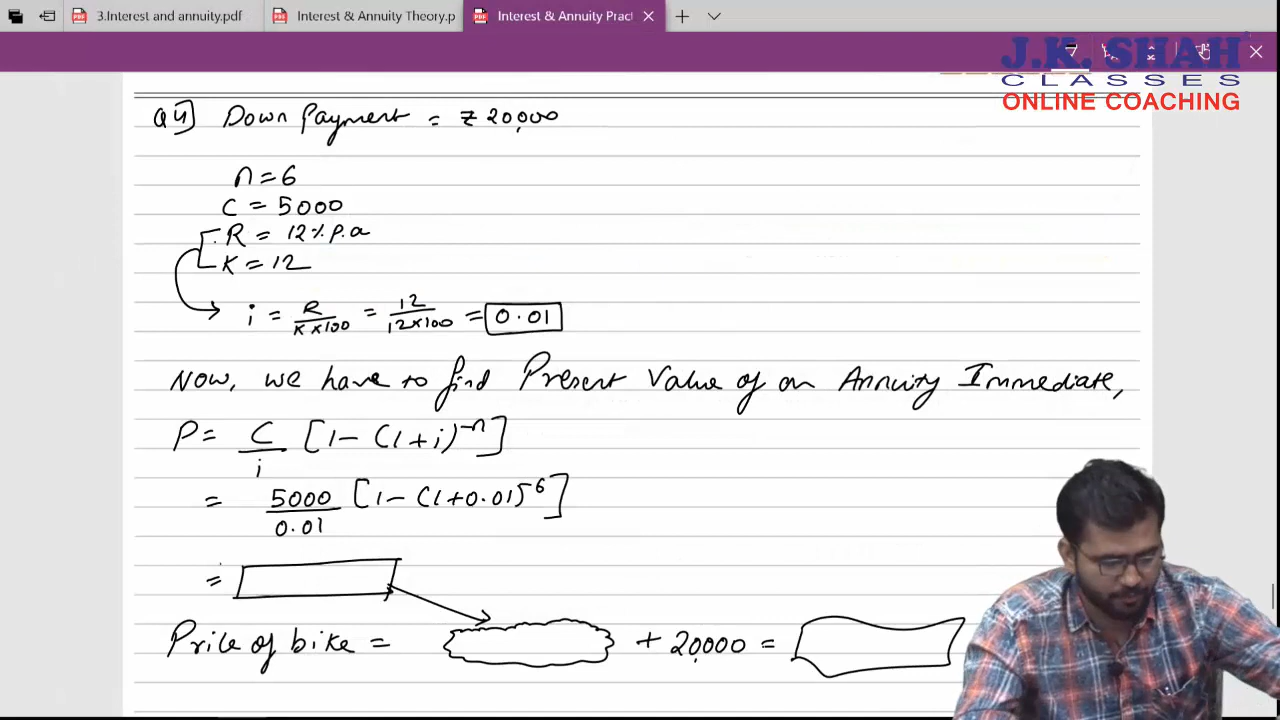 3.Interest and annuity.pdf
Interest & Annuity Theory.p
Interest & Annuity Pract
J.K. SHAH
CLASSES
ONLINE COACHING
Q4] Down Payment = ₹ 20,000
n = 6
C = 5000
R = 12% p.a
K = 12
i = R/K×100 = 12/12×100 = 0.01
Now, we have to find Present Value of an Annuity Immediate,
P = C/i [1 - (1+i)^-n]
= 5000/0.01 [1 - (1+0.01)^-6]
=
Price of bike = + 20,000 =